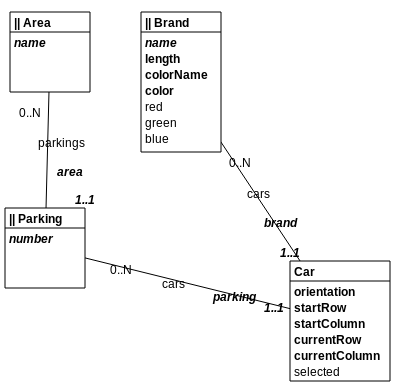 || Area
name
|| Brand
name
length
colorName
color
red
green
blue
0..N
parkings
area
1..1
0..N
cars
brand
1..1
|| Parking
number
0..N
cars
parking
1..1
Car
orientation
startRow
startColumn
currentRow
currentColumn
selected